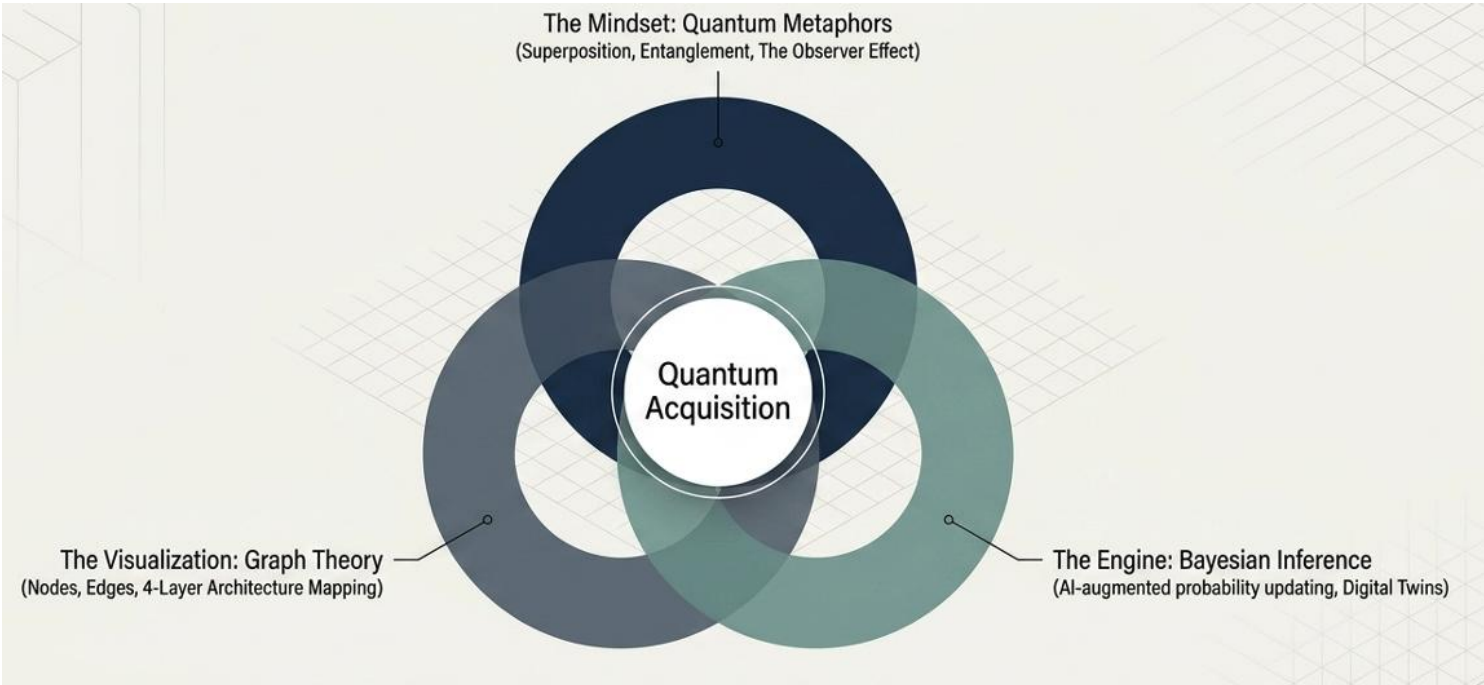 The Mindset: Quantum Metaphors
(Superposition, Entanglement, The Observer Effect)
Quantum
Acquisition
The Visualization: Graph Theory
(Nodes, Edges, 4-Layer Architecture Mapping)
The Engine: Bayesian Inference
(AI-augmented probability updating, Digital Twins)